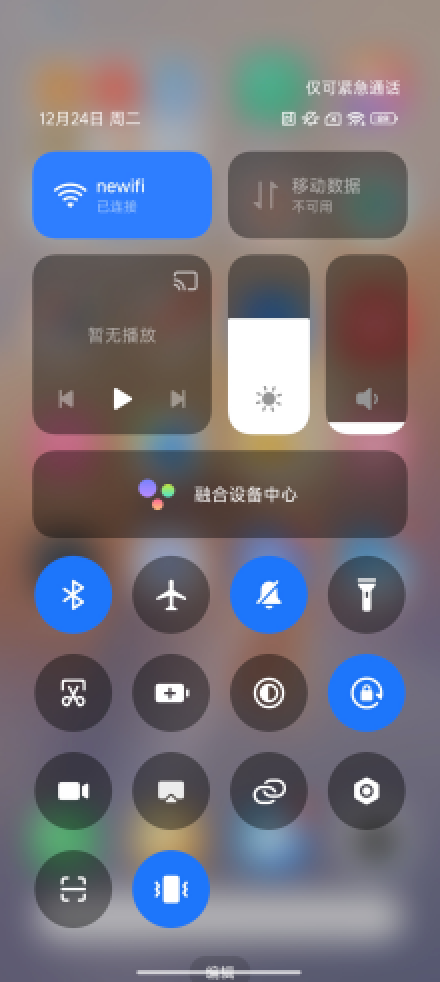 仅可紧急通话
12月24日 周二
newifi
已连接
移动数据
不可用
暂无播放
融合设备中心
编辑